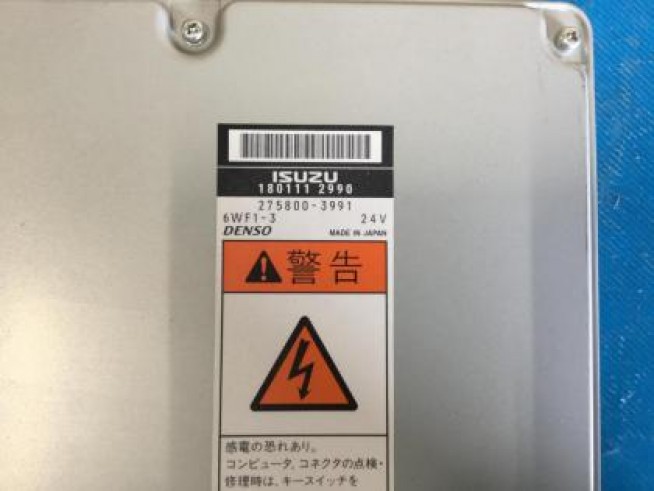 ISUZU
180111 2990
275800-3991
6WF1-3 24V
DENSO MADE IN JAPAN
警告
感電の恐れあり。
コンピュータ, コネクタの点検・
修理時は, キースイッチを